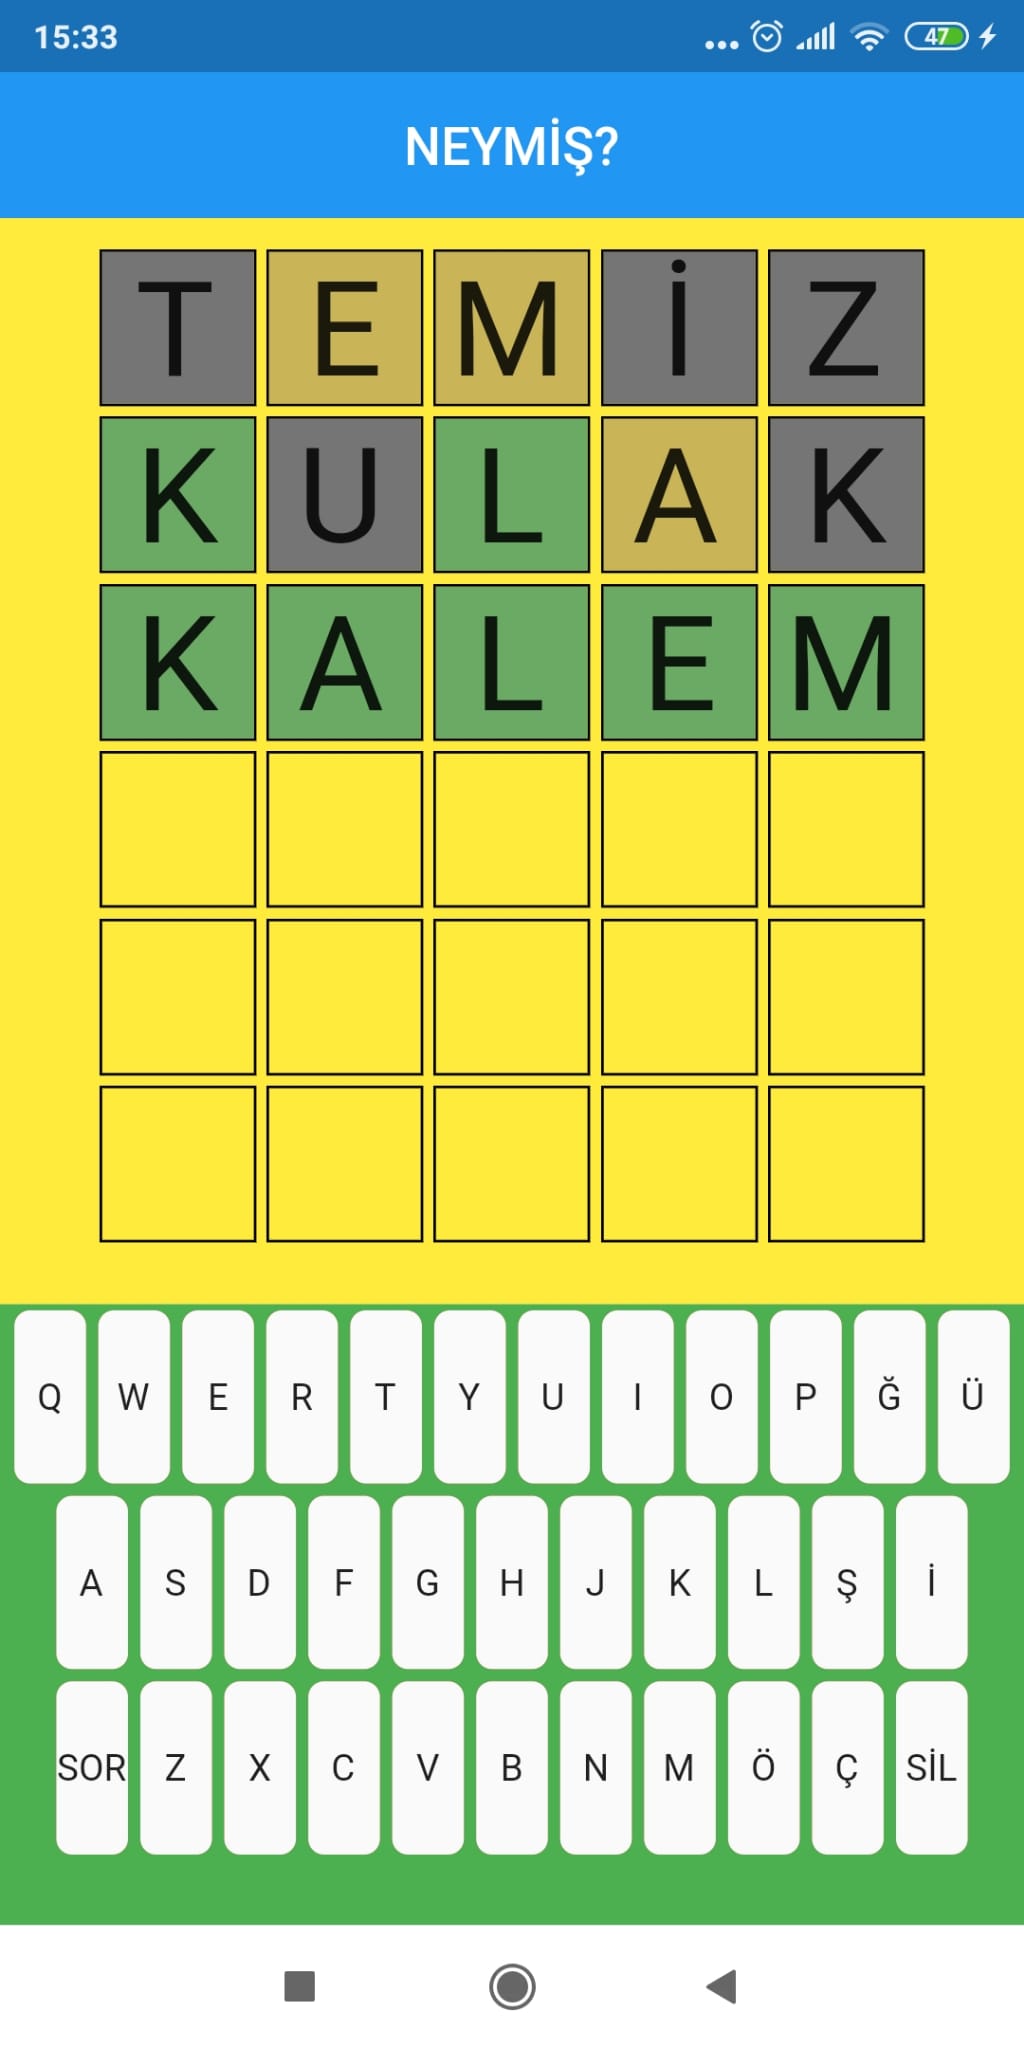 15:33
47
NEYMİŞ?
T E M İ Z
K U L A K
K A L E M
Q W E R T Y U I O P Ğ Ü
A S D F G H J K L Ş İ
SOR Z X C V B N M Ö Ç SİL